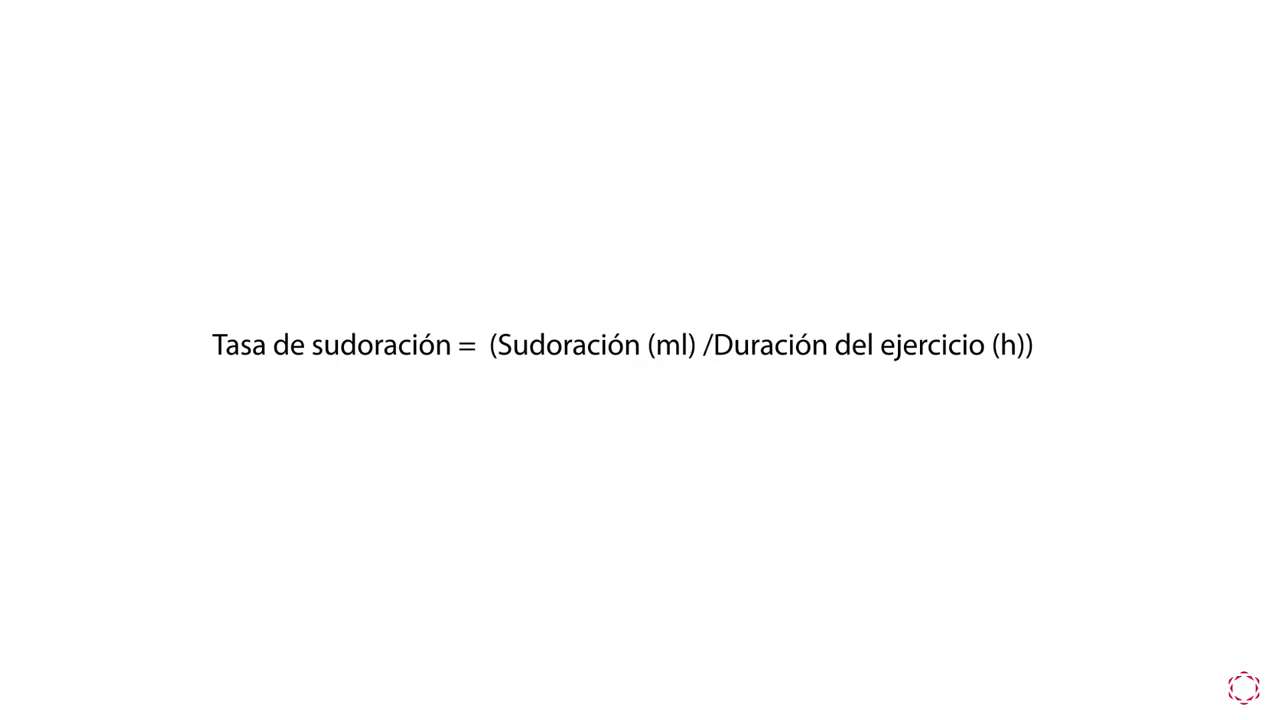 Tasa de sudoración = (Sudoración (ml) /Duración del ejercicio (h))